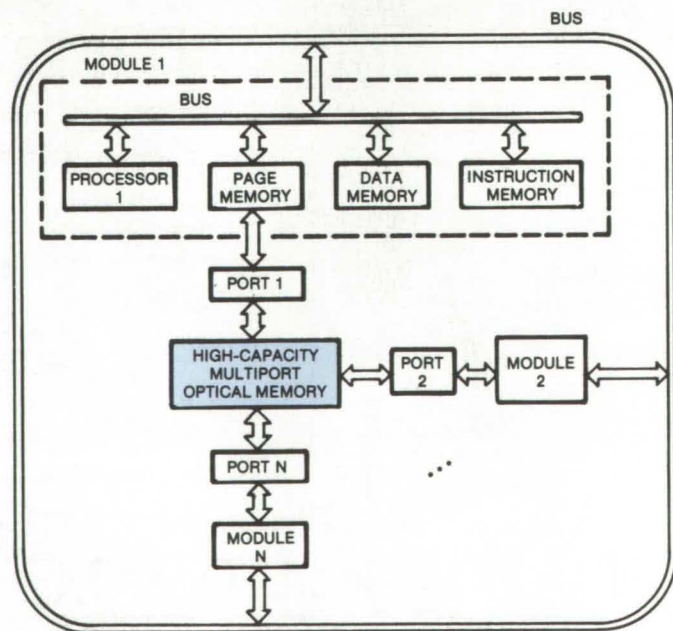 BUS
MODULE 1
BUS
PROCESSOR
1
PAGE
MEMORY
DATA
MEMORY
INSTRUCTION
MEMORY
PORT 1
HIGH-CAPACITY
MULTIPORT
OPTICAL MEMORY
PORT
2
MODULE
2
PORT N
MODULE
N